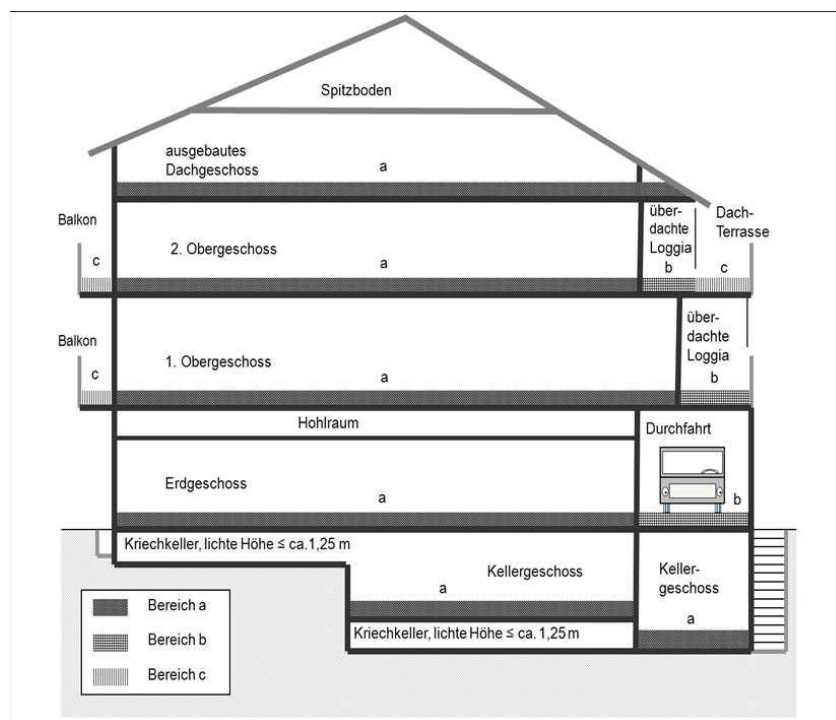 Spitzboden
ausgebautes
Dachgeschoss
a
Balkon
c
2. Obergeschoss
a
über-
dachte
Loggia
b
Dach-
Terrasse
c
Balkon
c
1. Obergeschoss
a
über-
dachte
Loggia
b
Hohlraum
Durchfahrt
Erdgeschoss
a
b
Kriechkeller, lichte Höhe ≤ ca. 1,25 m
Kellergeschoss
a
Keller-
geschoss
a
Kriechkeller, lichte Höhe ≤ ca. 1,25 m
Bereich a
Bereich b
Bereich c